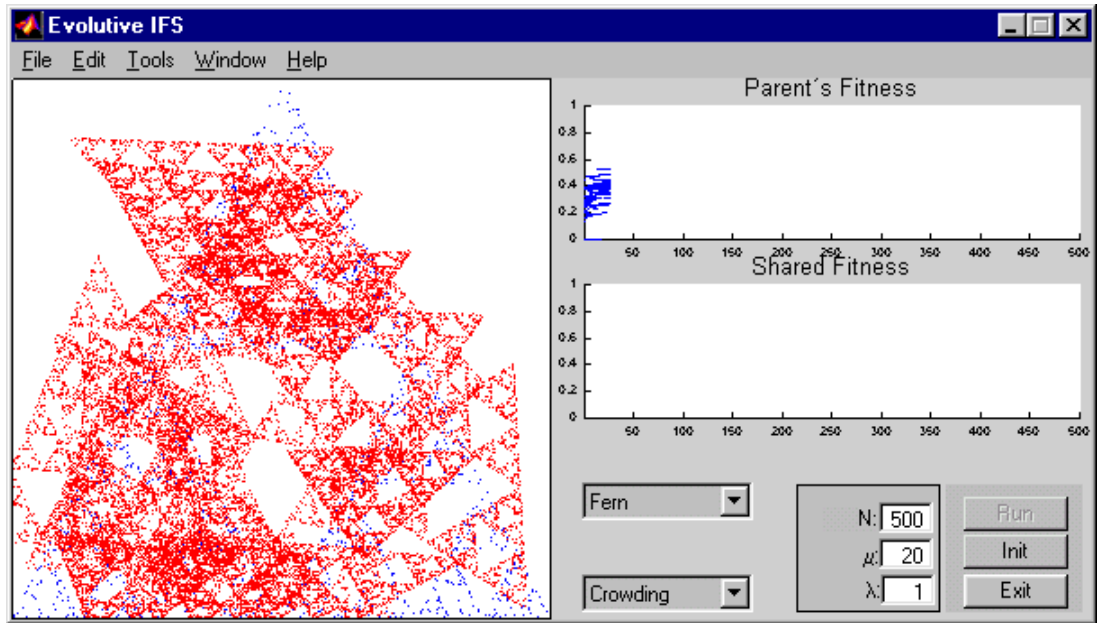 Evolutive IFS
File Edit Tools Window Help
Parent´s Fitness
1
0.8
0.6
0.4
0.2
0
50 100 150 200 250 300 350 400 450 500
Shared Fitness
1
0.8
0.6
0.4
0.2
0
50 100 150 200 250 300 350 400 450 500
Fern
Crowding
N: 500
μ: 20
λ: 1
Run
Init
Exit